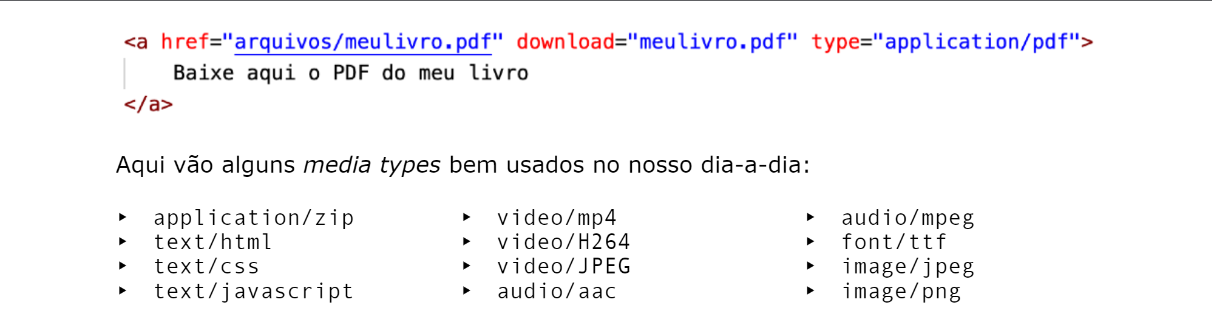 <a href="arquivos/meulivro.pdf" download="meulivro.pdf" type="application/pdf">
Baixe aqui o PDF do meu livro
</a>
Aqui vão alguns media types bem usados no nosso dia-a-dia:
‣ application/zip
‣ text/html
‣ text/css
‣ text/javascript
‣ video/mp4
‣ video/H264
‣ video/JPEG
‣ audio/aac
‣ audio/mpeg
‣ font/ttf
‣ image/jpeg
‣ image/png